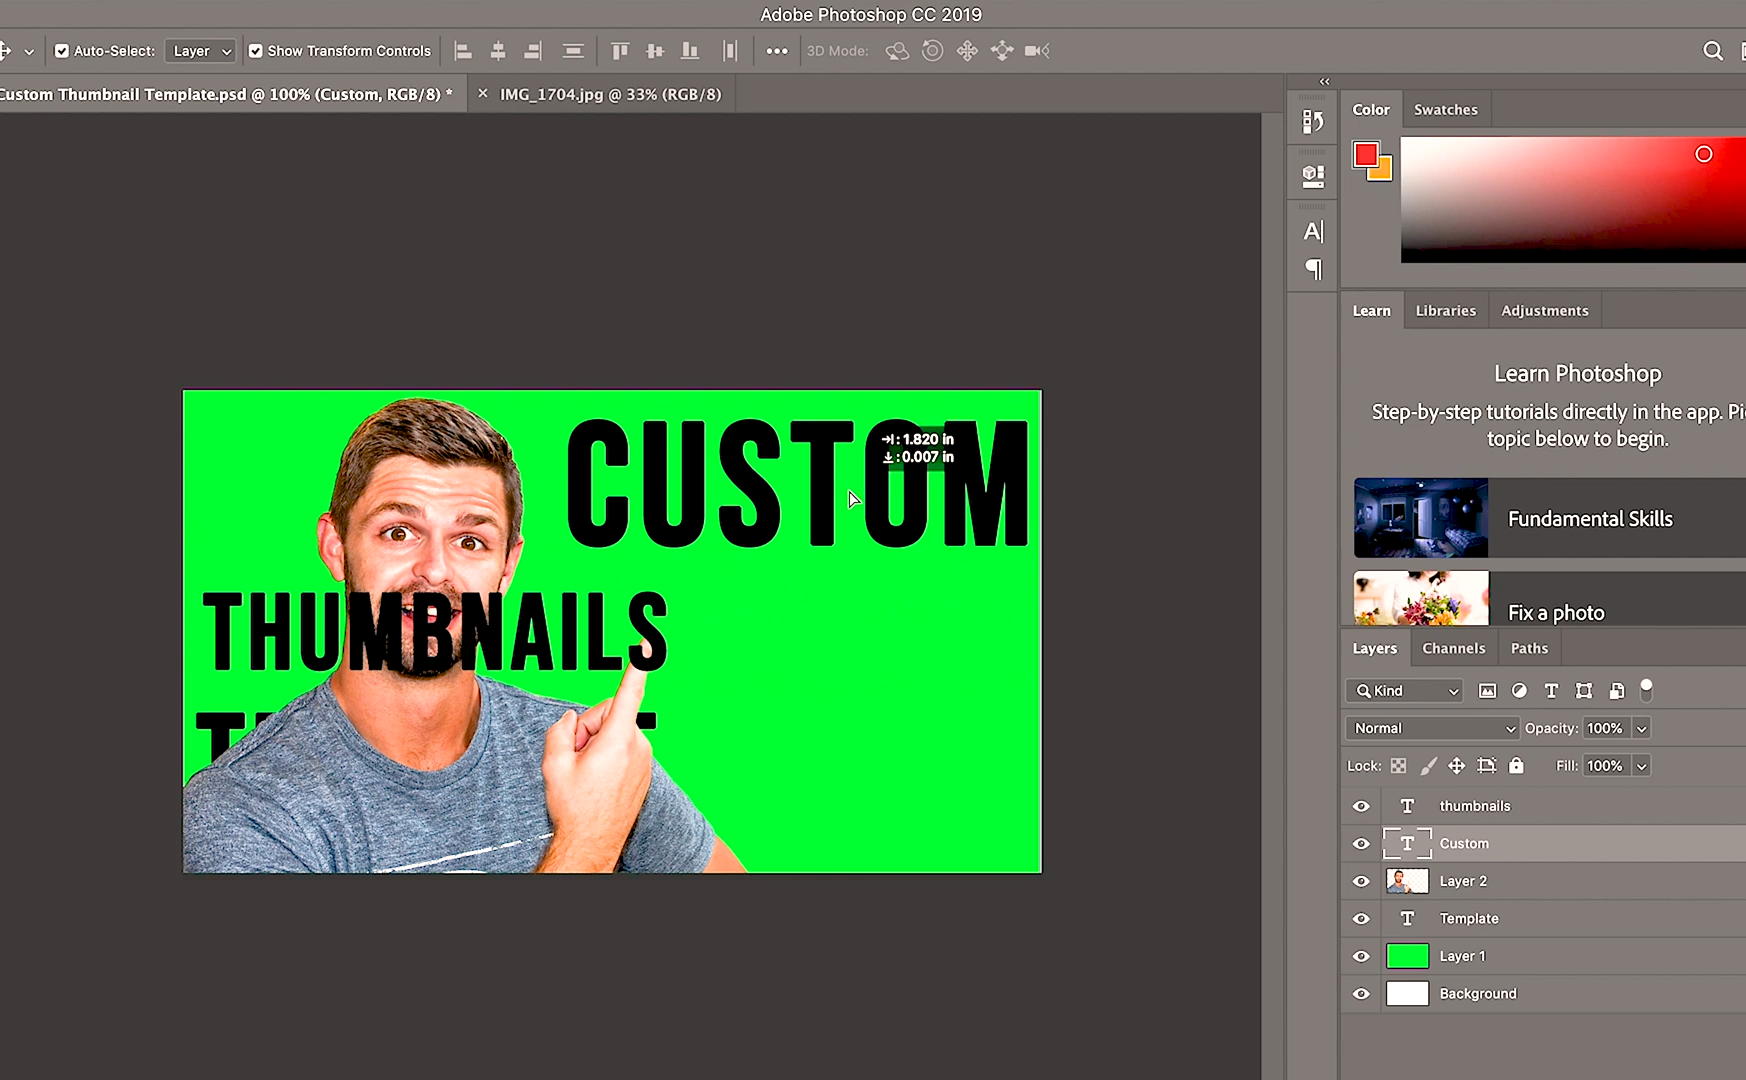 Adobe Photoshop CC 2019
Auto-Select: Layer Show Transform Controls 3D Mode:
Custom Thumbnail Template.psd @ 100% (Custom, RGB/8) *
× IMG_1704.jpg @ 33% (RGB/8)
CUSTOM
: 1.820 in
: 0.007 in
THUMBNAILS
Color Swatches
Learn Libraries Adjustments
Learn Photoshop
Step-by-step tutorials directly in the app.
topic below to begin.
Fundamental Skills
Fix a photo
Layers Channels Paths
Kind
Normal Opacity: 100%
Lock: Fill: 100%
thumbnails
Custom
Layer 2
Template
Layer 1
Background